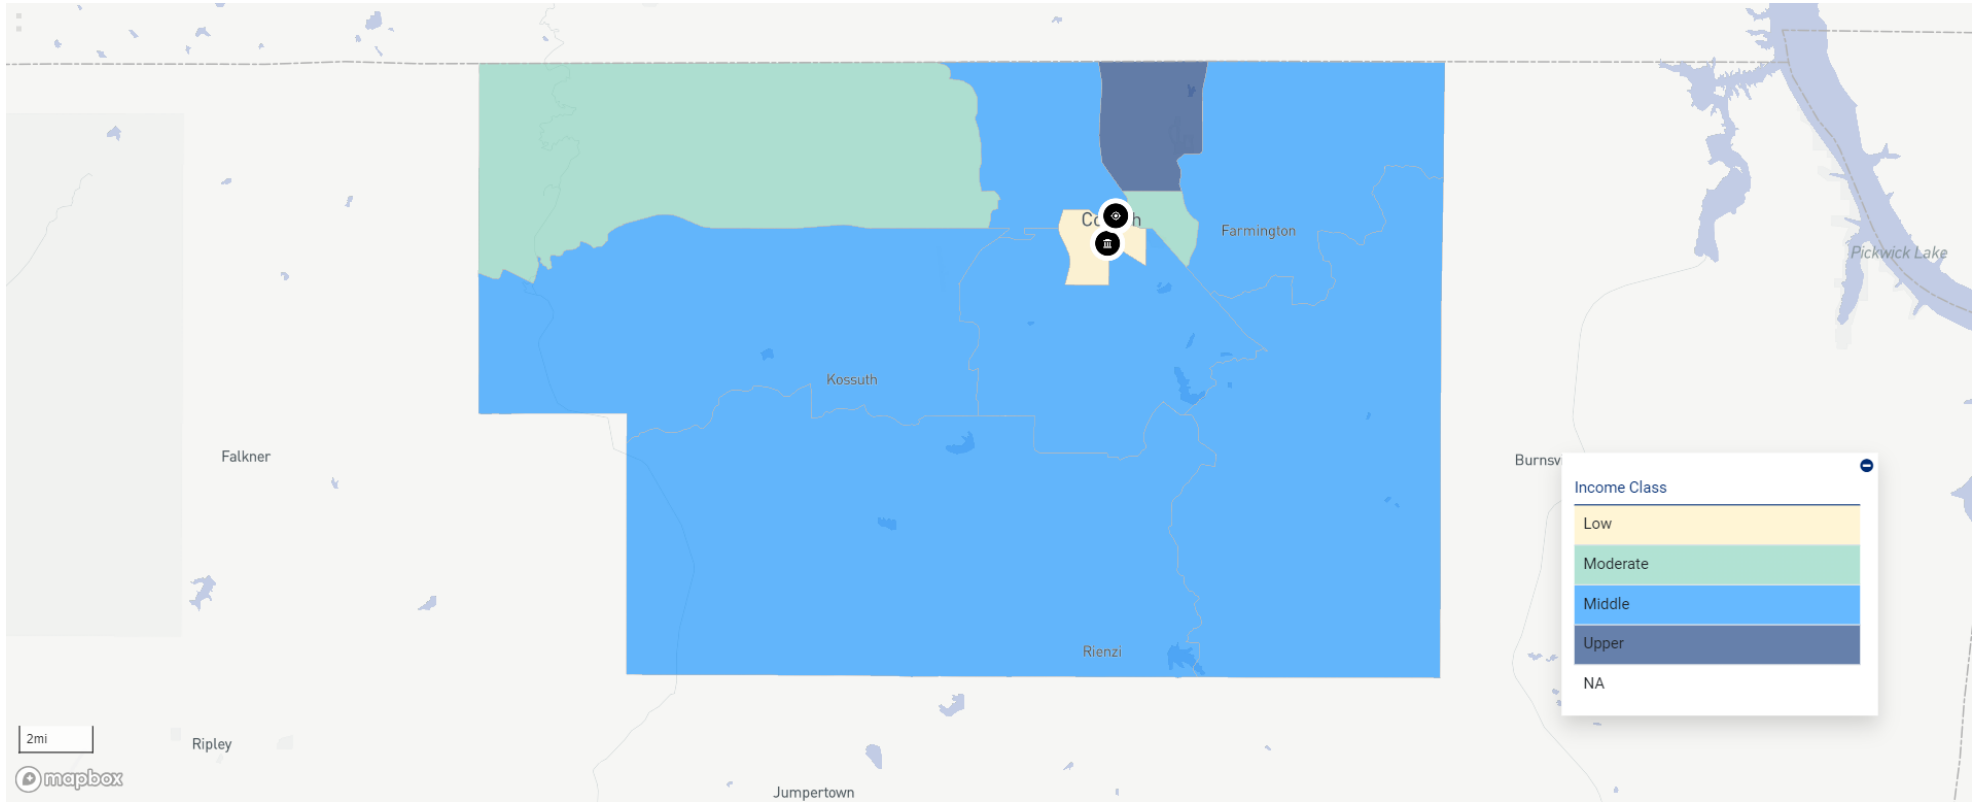 Farmington
Pickwick Lake
Kossuth
Falkner
Burnsv
Income Class
Low
Moderate
Middle
Upper
NA
Rienzi
2mi
Ripley
mapbox
Jumpertown